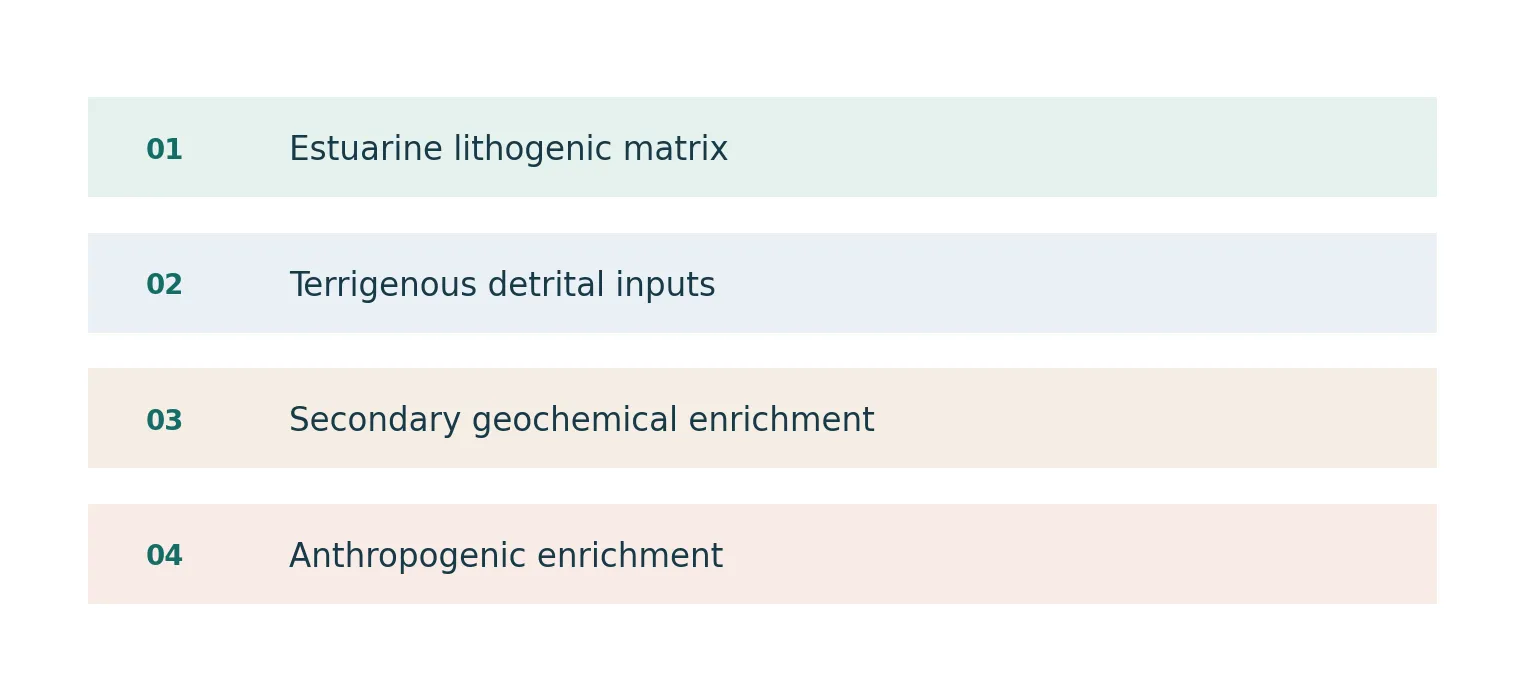 01 Estuarine lithogenic matrix
02 Terrigenous detrital inputs
03 Secondary geochemical enrichment
04 Anthropogenic enrichment